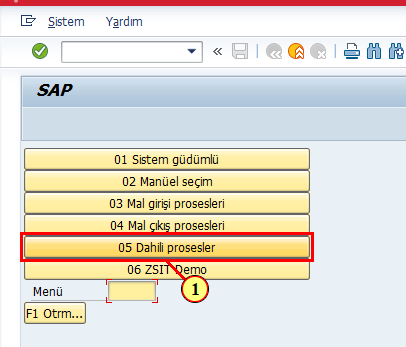 Sistem Yardım
SAP
01 Sistem güdümlü
02 Manüel seçim
03 Mal girişi prosesleri
04 Mal çıkış prosesleri
05 Dahili prosesler
06 ZSIT Demo
1
Menü
F1 Otrm...